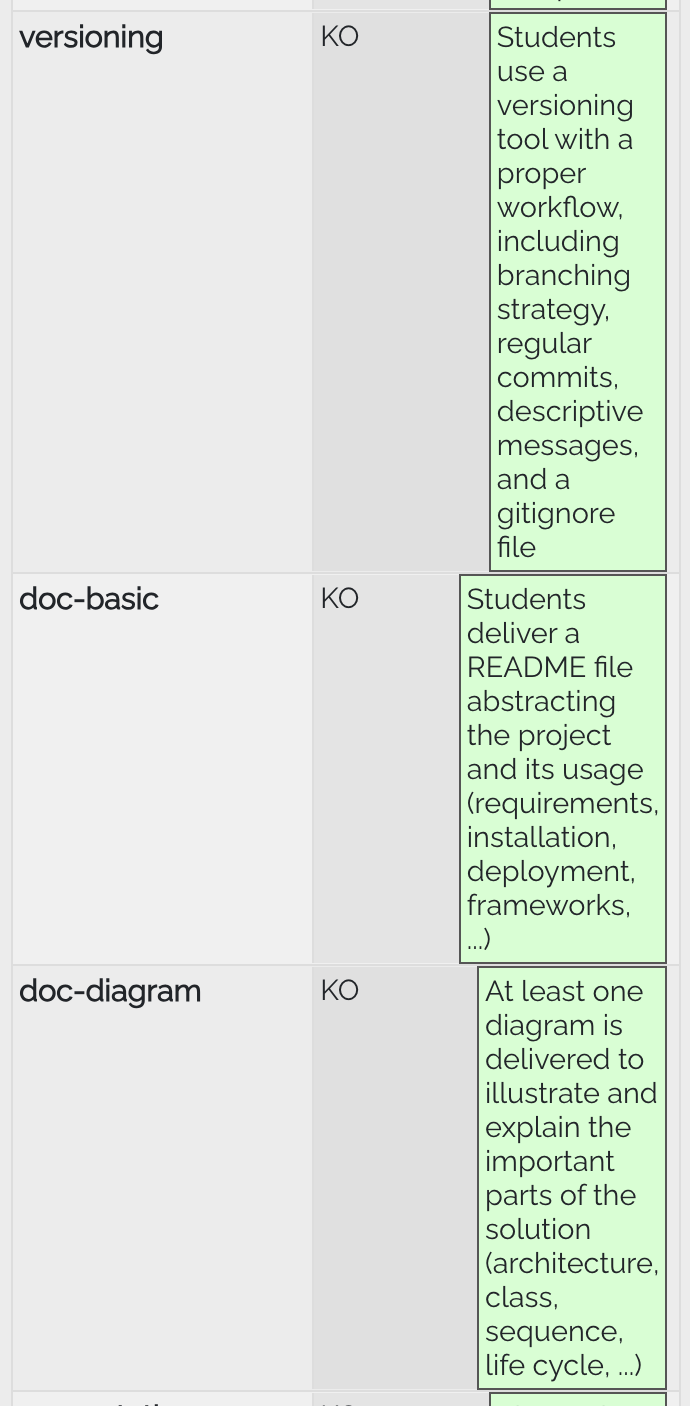 versioning
KO
Students
use a
versioning
tool with a
proper
workflow,
including
branching
strategy,
regular
commits,
descriptive
messages,
and a
gitignore
file
doc-basic
KO
Students
deliver a
README file
abstracting
the project
and its usage
(requirements,
installation,
deployment,
frameworks,
...)
doc-diagram
KO
At least one
diagram is
delivered to
illustrate and
explain the
important
parts of the
solution
(architecture,
class,
sequence,
life cycle, ...)